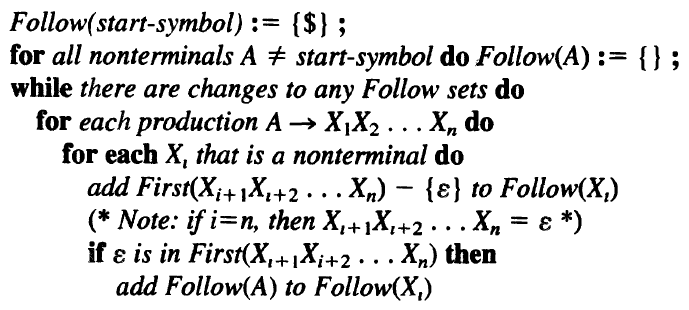 Follow(start-symbol) := {$} ;
for all nonterminals A ≠ start-symbol do Follow(A) := {} ;
while there are changes to any Follow sets do
for each production A → X₁X₂ . . . Xₙ do
for each Xᵢ that is a nonterminal do
add First(Xᵢ₊₁Xᵢ₊₂ . . . Xₙ) − {ε} to Follow(Xᵢ)
(* Note: if i=n, then Xᵢ₊₁Xᵢ₊₂ . . . Xₙ = ε *)
if ε is in First(Xᵢ₊₁Xᵢ₊₂ . . . Xₙ) then
add Follow(A) to Follow(Xᵢ)